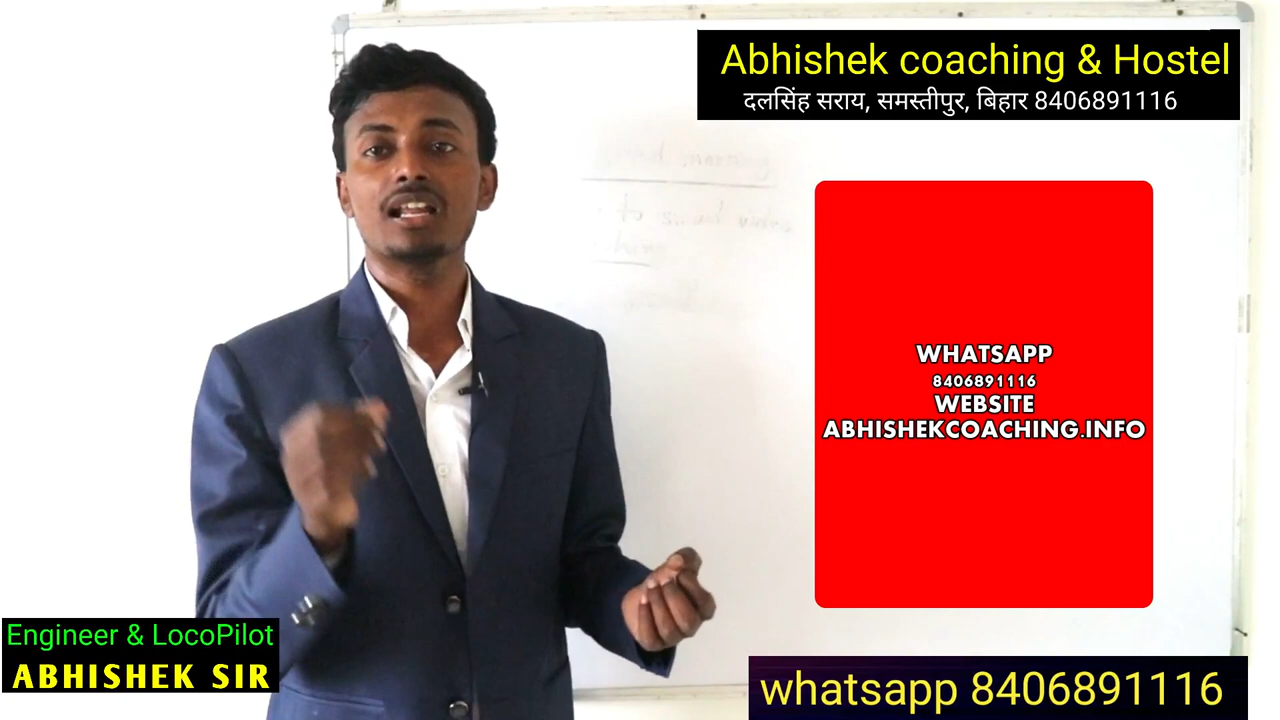 Abhishek coaching & Hostel
दलसिंह सराय, समस्तीपुर, बिहार 8406891116
WHATSAPP
8406891116
WEBSITE
ABHISHEKCOACHING.INFO
Engineer & LocoPilot
ABHISHEK SIR
whatsapp 8406891116